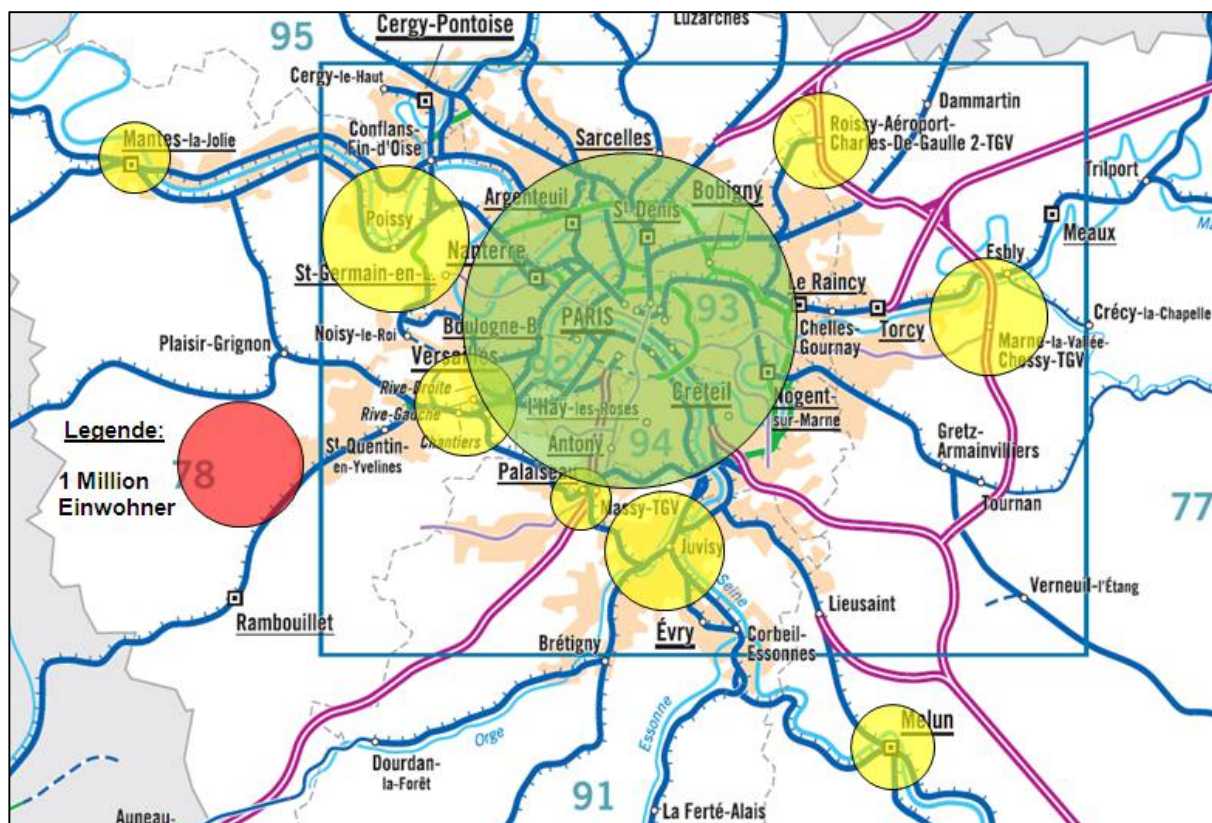 95
Cergy-Pontoise
Luzarches
Cergy-le-Haut
Dammartin
Mantes-la-Jolie
Conflans-
Fin-d'Oise
Sarcelles
Roissy-Aéroport-
Charles-De-Gaulle 2-TGV
Trilport
Poissy
Argenteuil
St Denis
Bobigny
Meaux
Ma
Nanterre
St-Germain-en-L.
Esbly
Le Raincy
93
Crécy-la-Chapelle
Noisy-le-Roi
Boulogne-B
PARIS
Chelles-
Gournay
Torcy
Marne-la-Vallée-
Chessy-TGV
Plaisir-Grignon
Versailles
92
Rive-Droite
Créteil
Nogent-
sur-Marne
Rive-Gauche
l'Haÿ-les-Roses
Legende:
Chantiers
St-Quentin-
en-Yvelines
Antony
94
Gretz-
Armainvilliers
78
1 Million
Einwohner
Palaiseau
Tournan
Massy-TGV
77
Juvisy
Seine
Verneuil-l'Étang
Rambouillet
Lieusaint
Évry
Corbeil-
Essonnes
Brétigny
Orge
Essonne
Melun
Dourdan-
la-Forêt
91
La Ferté-Alais
Auneau-